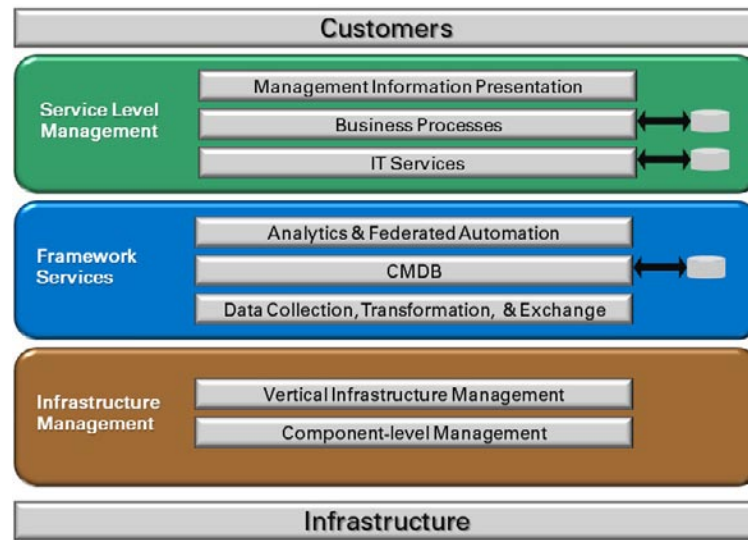 Customers
Service Level
Management
Management Information Presentation
Business Processes
IT Services
Framework
Services
Analytics & Federated Automation
CMDB
Data Collection, Transformation, & Exchange
Infrastructure
Management
Vertical Infrastructure Management
Component-level Management
Infrastructure